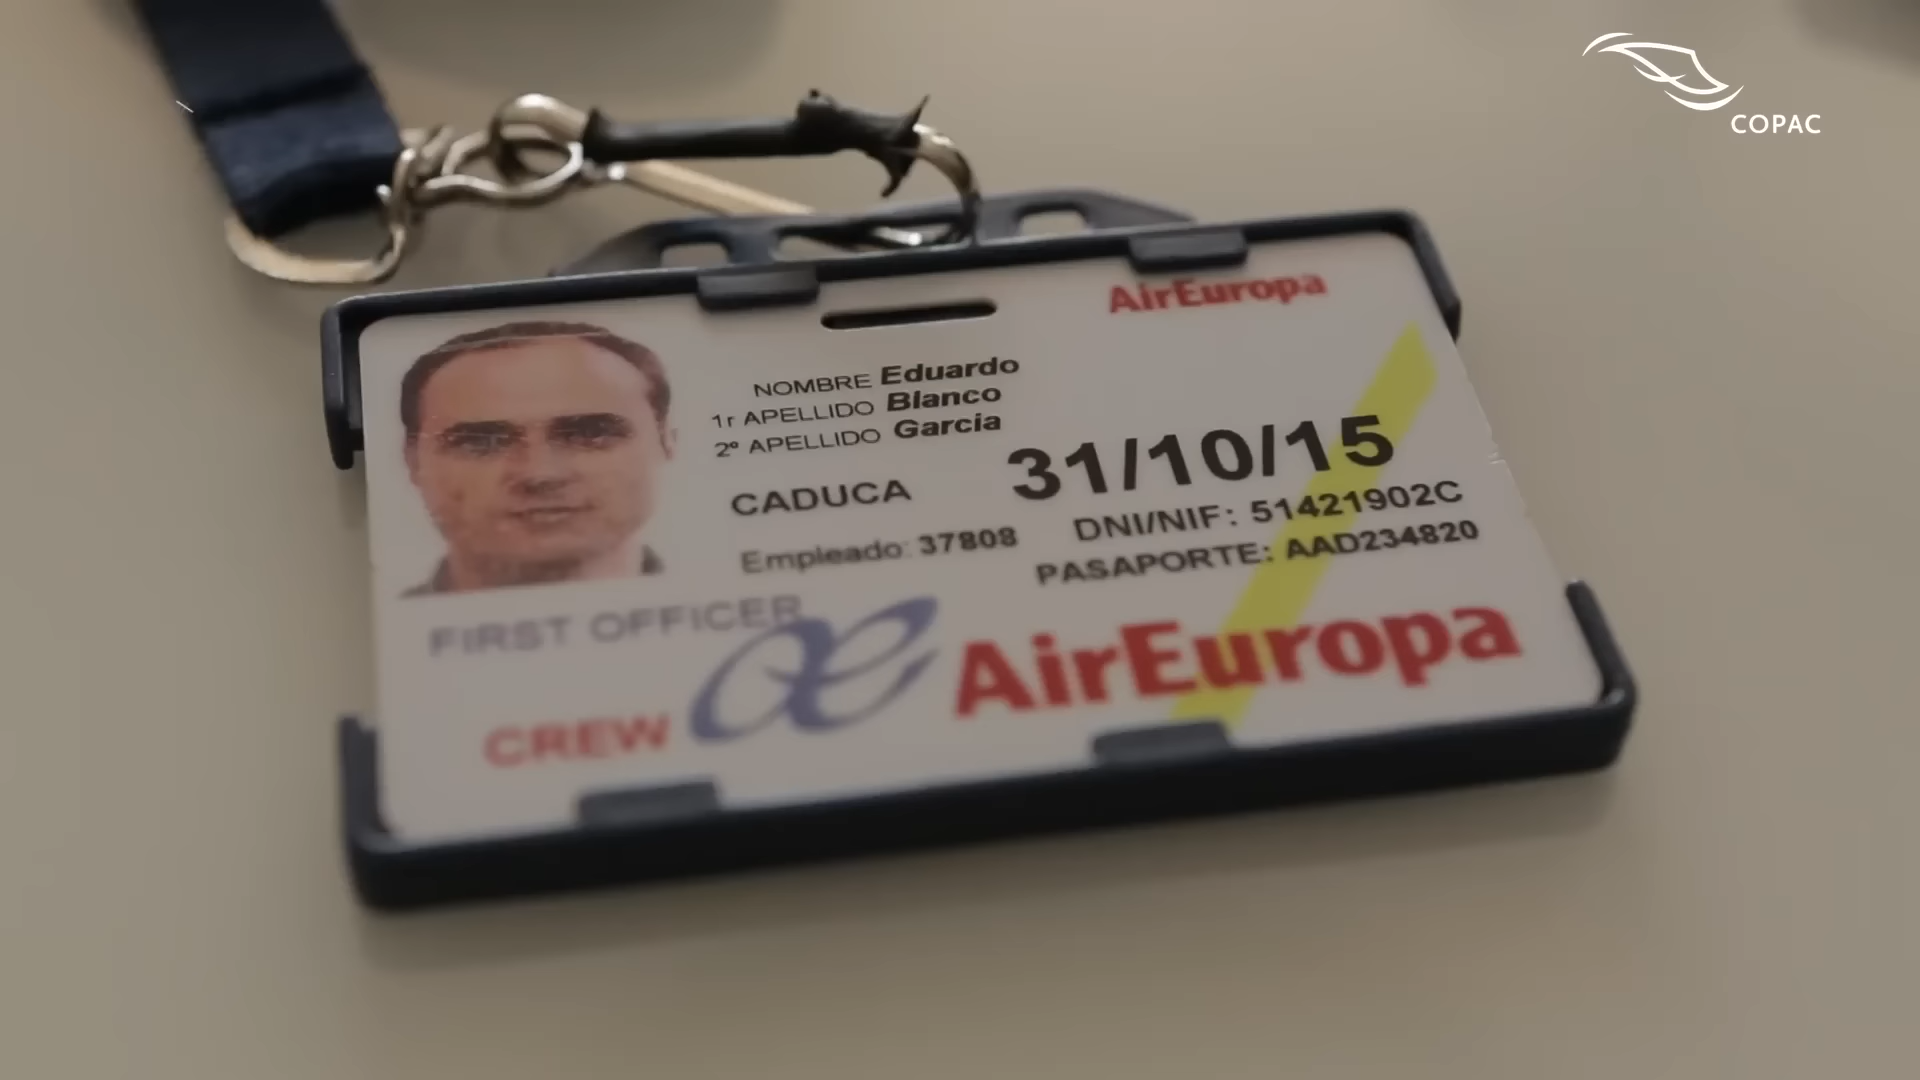 COPAC
AirEuropa
NOMBRE Eduardo
1r APELLIDO Blanco
2º APELLIDO Garcia
CADUCA 31/10/15
DNI/NIF: 51421902C
Empleado: 37808
PASAPORTE: AAD234820
FIRST OFFICER
CREW
AirEuropa